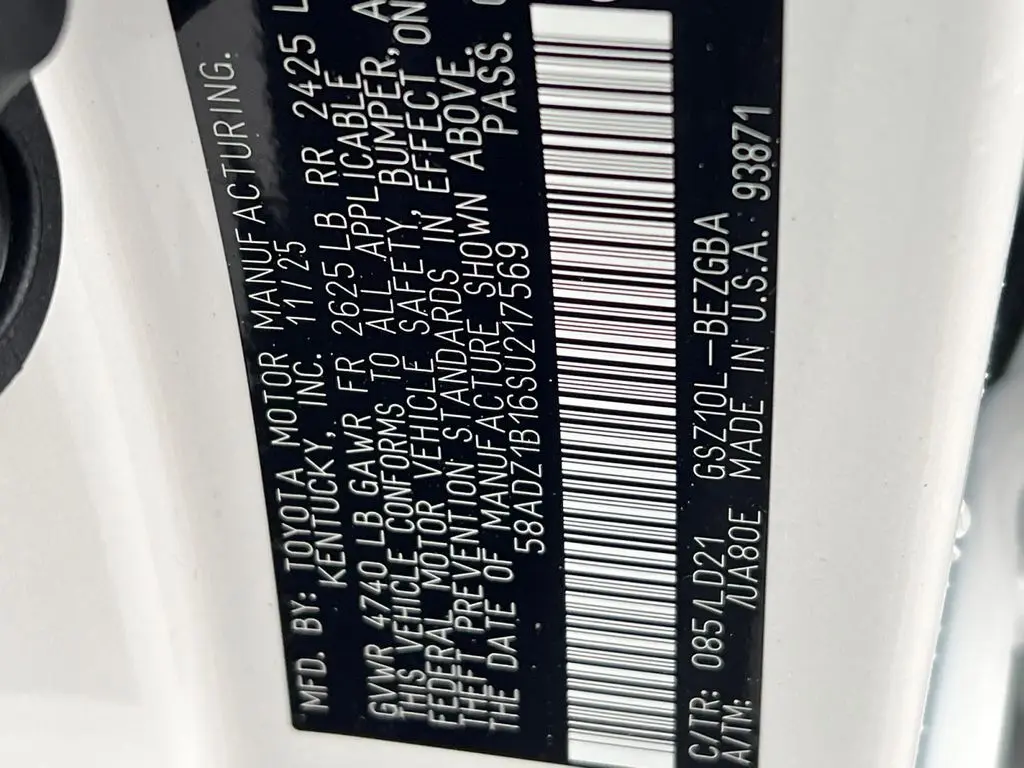 MFD. BY: TOYOTA MOTOR MANUFACTURING.
KENTUCKY, INC. 11/25
GVWR 4740 LB GAWR FR 2625 LB RR 2425 L
THIS VEHICLE CONFORMS TO ALL APPLICABLE
FEDERAL MOTOR VEHICLE SAFETY, BUMPER, A
THEFT PREVENTION STANDARDS IN EFFECT ON
THE DATE OF MANUFACTURE SHOWN ABOVE.
58ADZ1B16SU217569 PASS.
C/TR: 085/LD21 GSZ10L-BEZGBA
A/TM: /UA80E MADE IN U.S.A. 93871